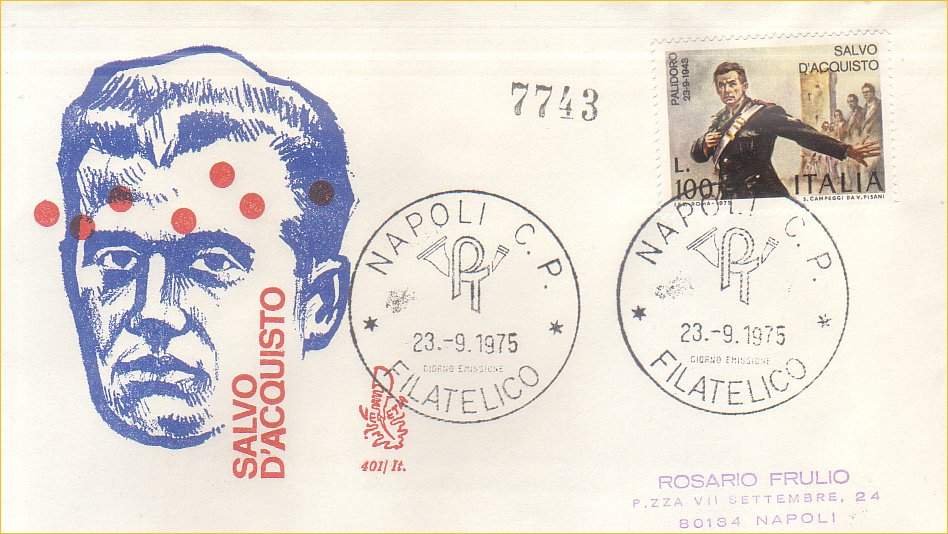 7743
PALIDORO
23-9-1943
SALVO
D'ACQUISTO
L.
100
ITALIA
I.P.S. ROMA-1975
S. CAMPEGGI DA V. PISANI
NAPOLI C.P.
23.-9.1975
GIORNO EMISSIONE
FILATELICO
NAPOLI C.P.
23.-9.1975
GIORNO EMISSIONE
FILATELICO
SALVO
D'ACQUISTO
401/It.
ROSARIO FRULIO
P.ZZA VII SETTEMBRE, 24
80134 NAPOLI